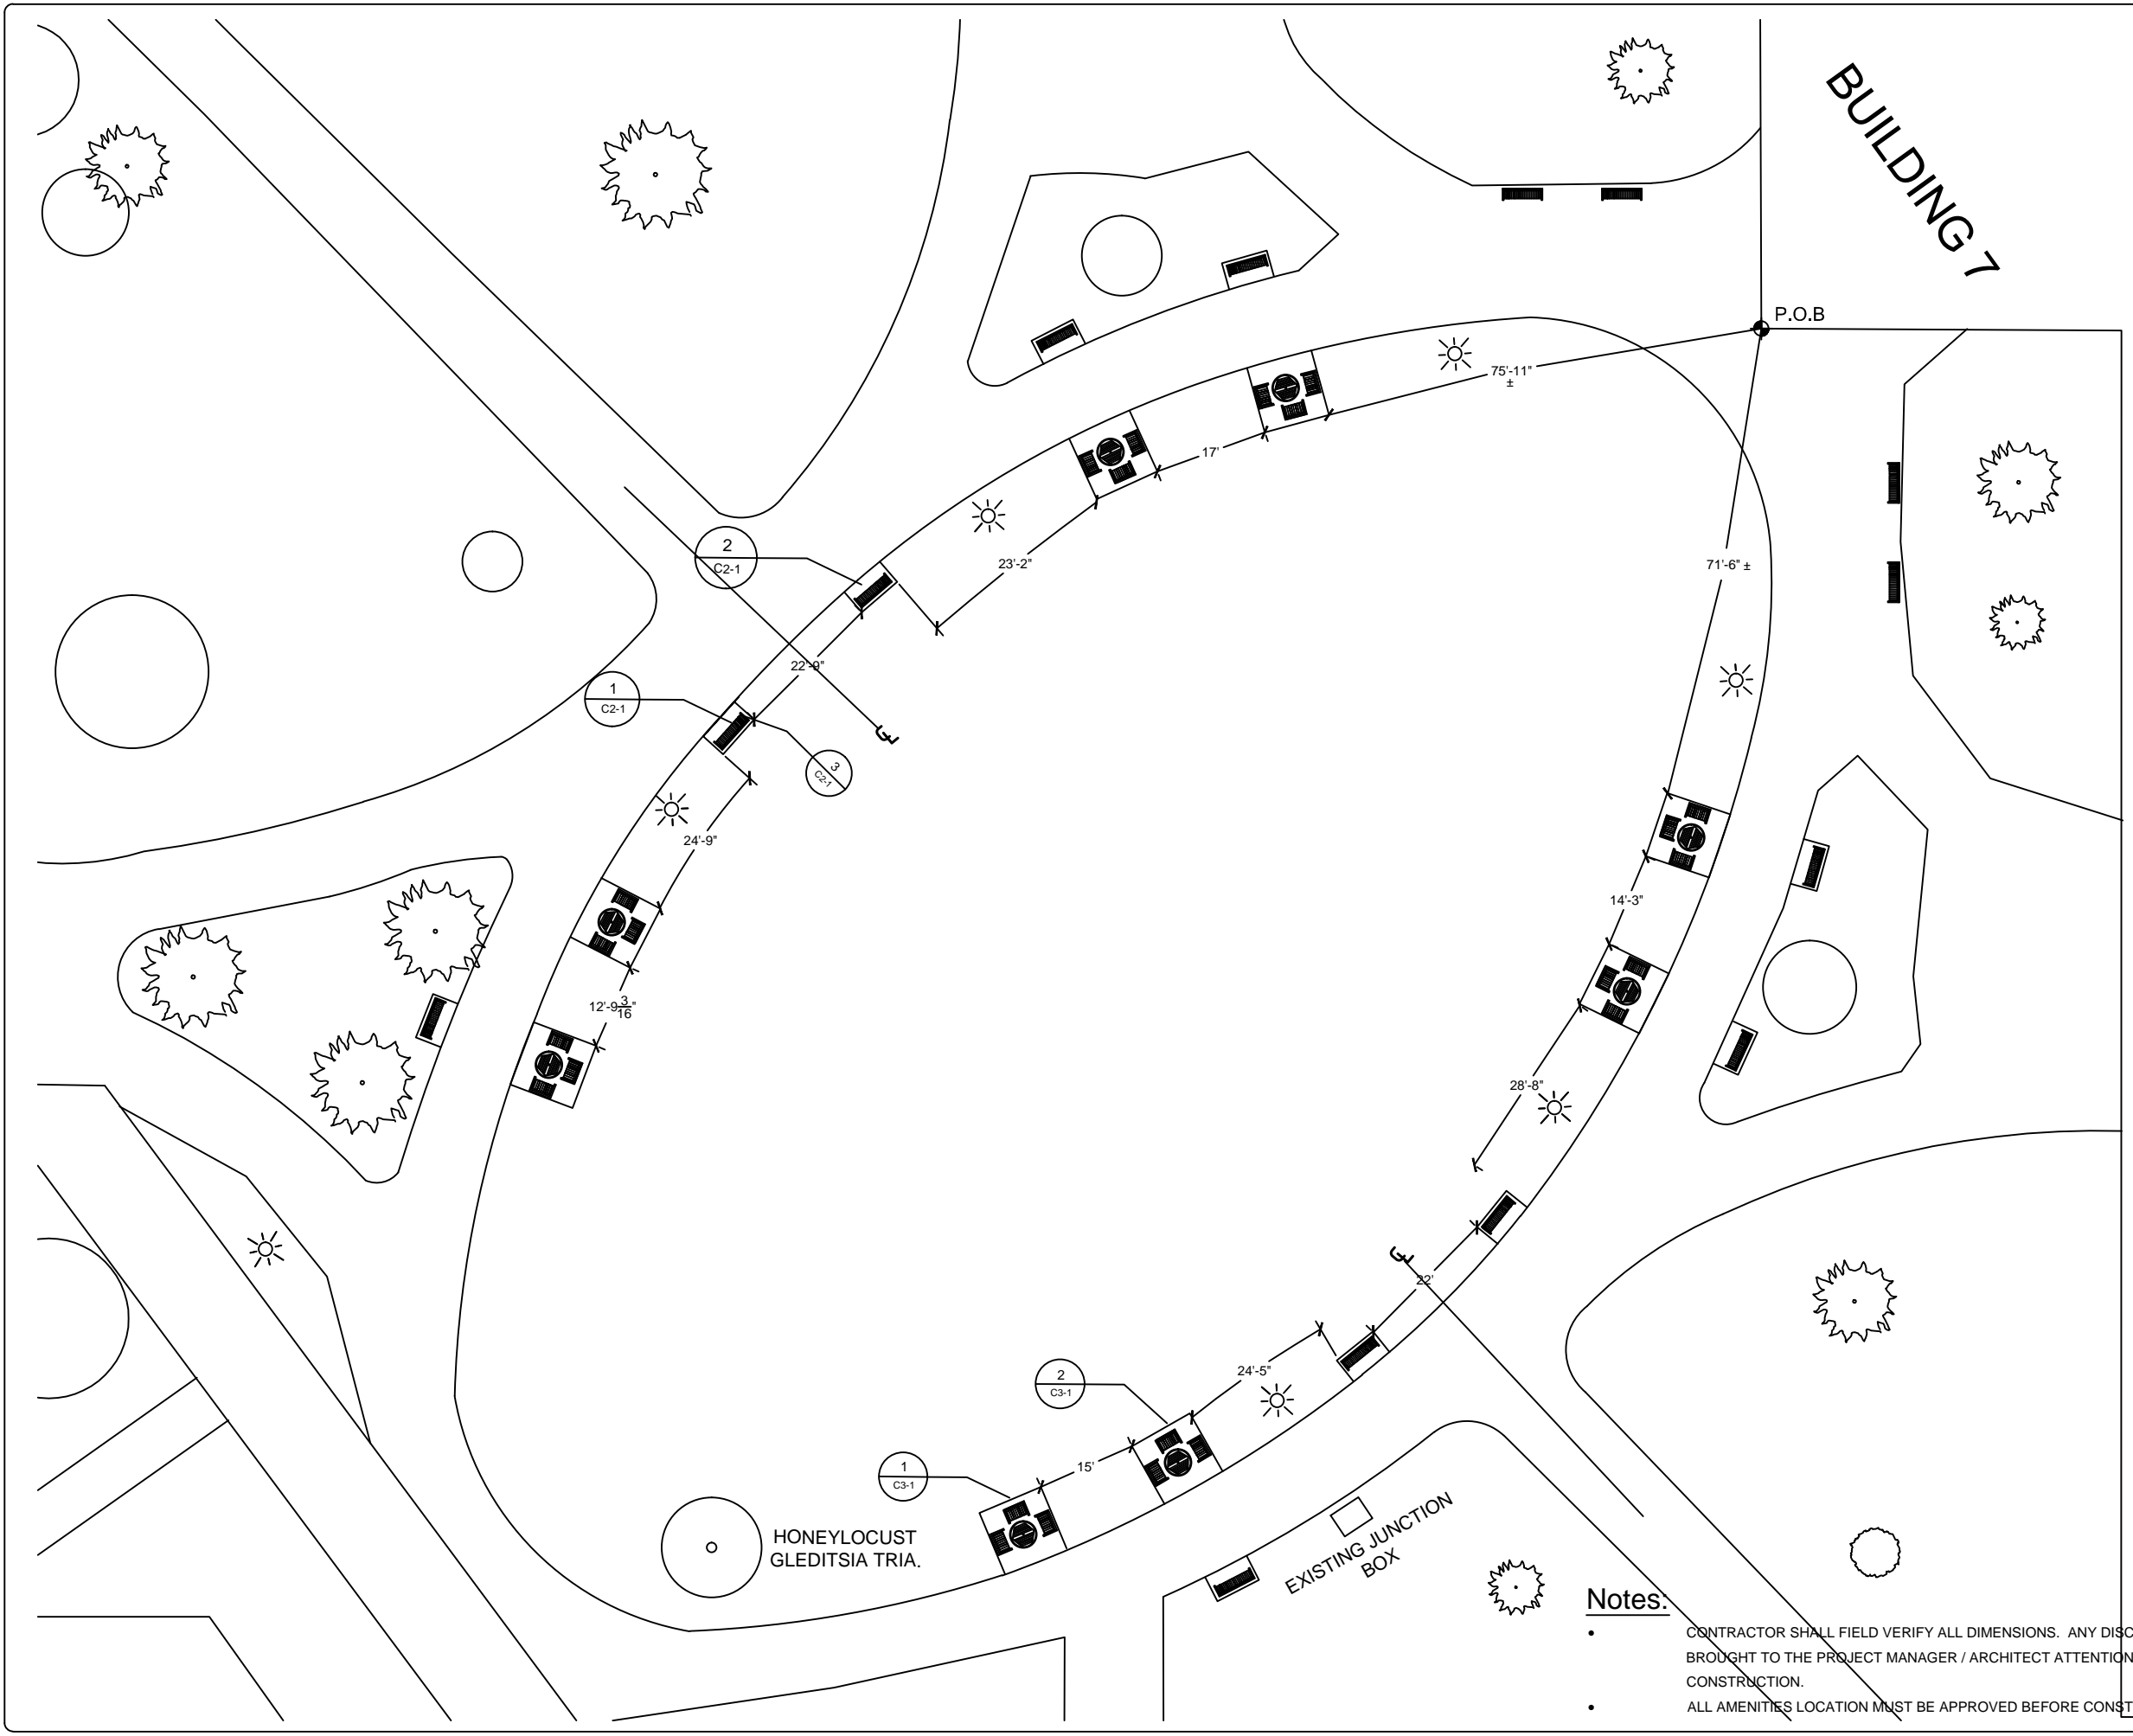 BUILDING 7
P.O.B
75'-11"
±
17'
23'-2"
71'-6" ±
2
C2-1
22'-9"
1
C2-1
3
C2-1
24'-9"
14'-3"
12'-9 3/16"
28'-8"
22'
2
C3-1
24'-5"
1
C3-1
15'
HONEYLOCUST
GLEDITSIA TRIA.
EXISTING JUNCTION
BOX
Notes:
• CONTRACTOR SHALL FIELD VERIFY ALL DIMENSIONS. ANY DISC
BROUGHT TO THE PROJECT MANAGER / ARCHITECT ATTENTION
CONSTRUCTION.
• ALL AMENITIES LOCATION MUST BE APPROVED BEFORE CONST